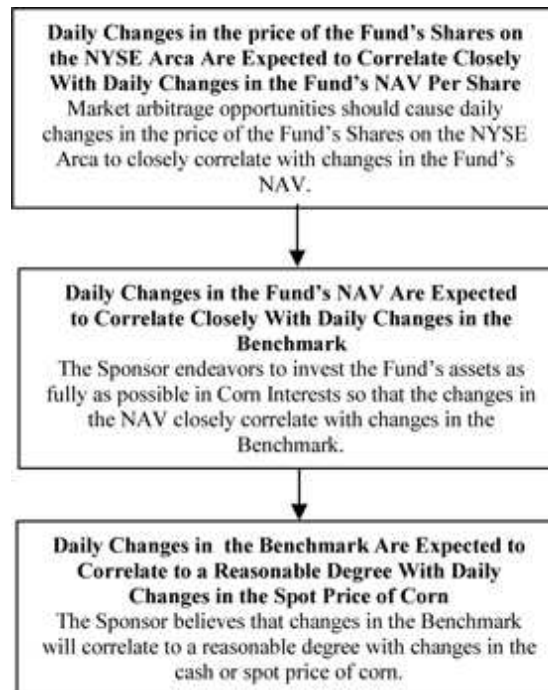 Daily Changes in the price of the Fund's Shares on
the NYSE Arca Are Expected to Correlate Closely
With Daily Changes in the Fund's NAV Per Share
Market arbitrage opportunities should cause daily
changes in the price of the Fund's Shares on the NYSE
Arca to closely correlate with changes in the Fund's
NAV.
Daily Changes in the Fund's NAV Are Expected
to Correlate Closely With Daily Changes in the
Benchmark
The Sponsor endeavors to invest the Fund's assets as
fully as possible in Corn Interests so that the changes in
the NAV closely correlate with changes in the
Benchmark.
Daily Changes in the Benchmark Are Expected to
Correlate to a Reasonable Degree With Daily
Changes in the Spot Price of Corn
The Sponsor believes that changes in the Benchmark
will correlate to a reasonable degree with changes in the
cash or spot price of corn.